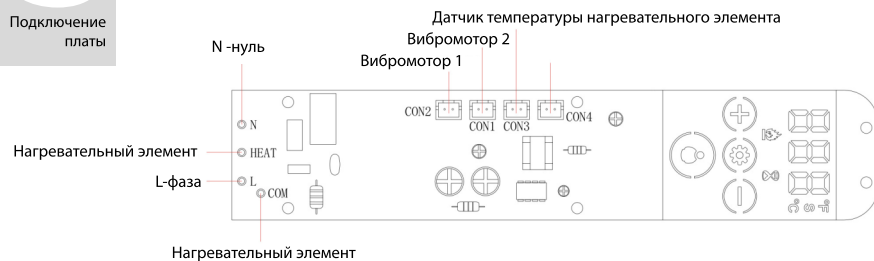 Подключение
платы
Датчик температуры нагревательного элемента
Вибромотор 2
Вибромотор 1
N -нуль
CON2
CON1
CON3
CON4
N
Нагревательный элемент
HEAT
L-фаза
L
COM
°F
S
°C
Нагревательный элемент